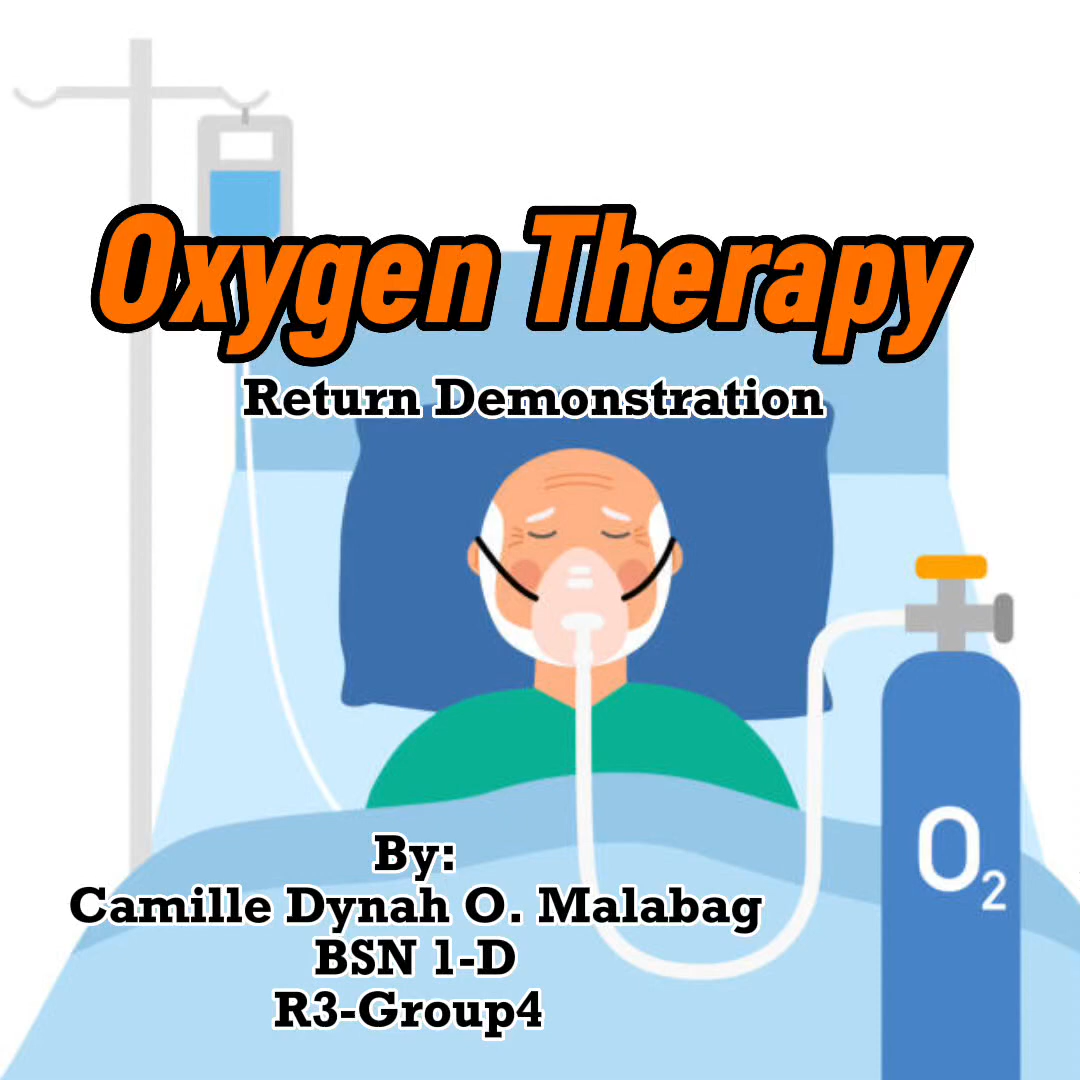 Oxygen Therapy
Return Demonstration
By:
Camille Dynah O. Malabag
BSN 1-D
R3-Group4
O2